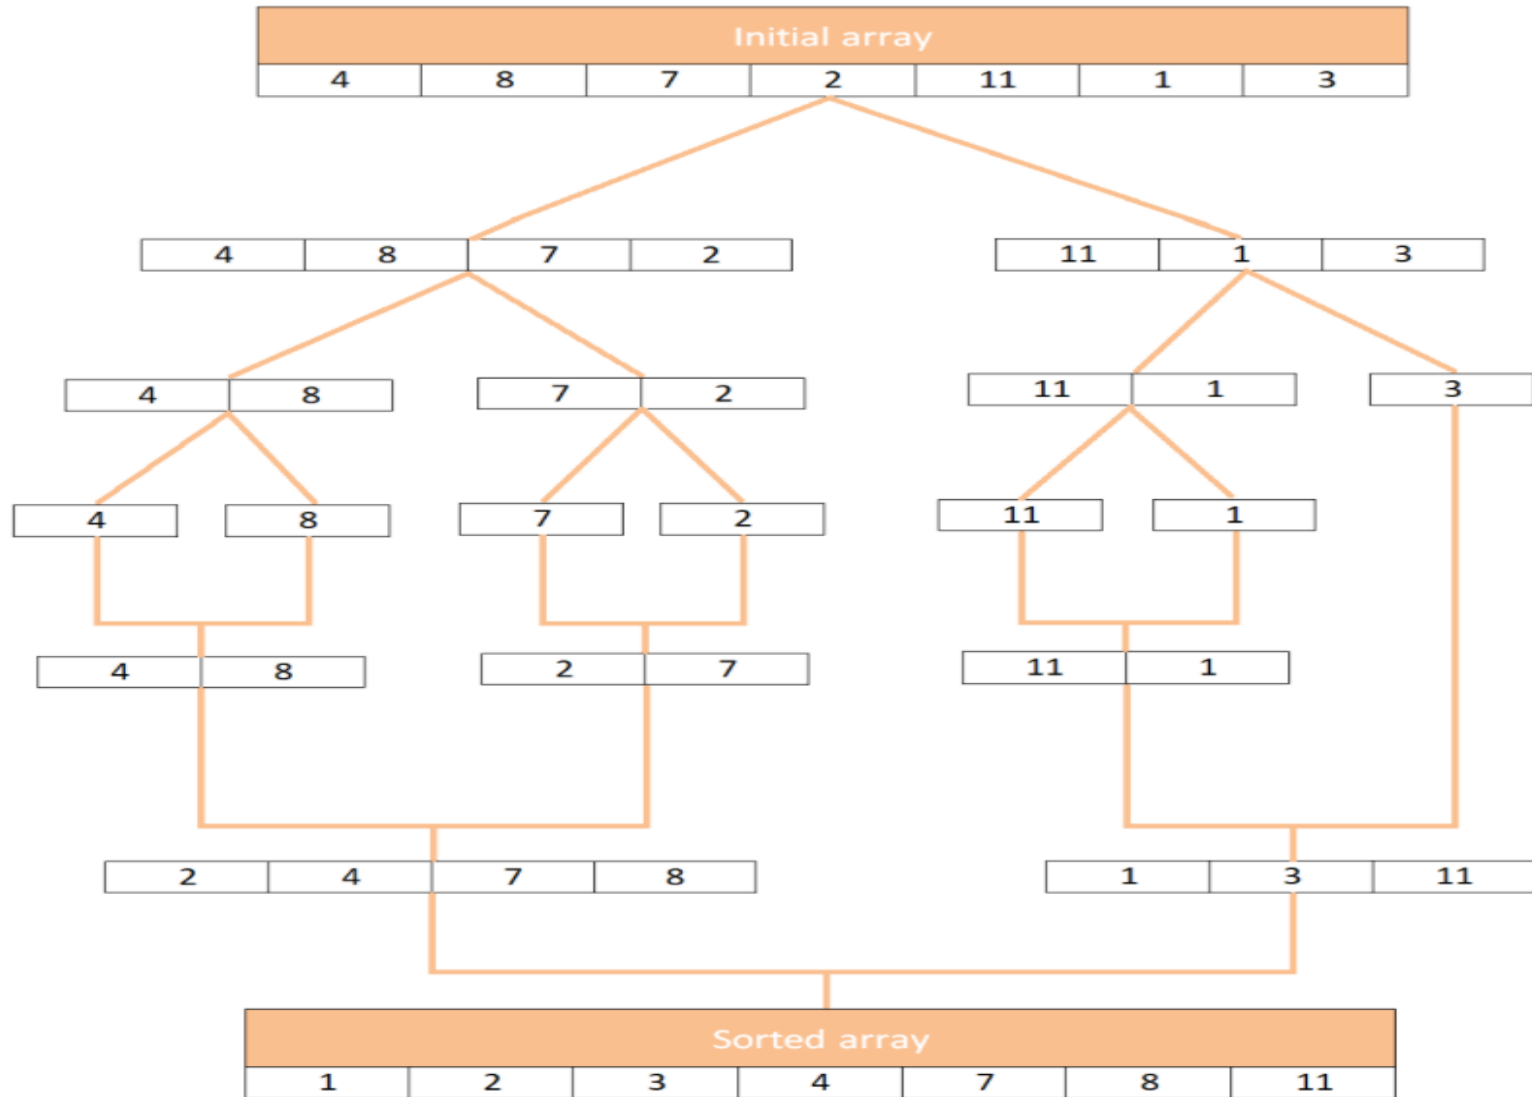 Initial array
4 8 7 2 11 1 3
4 8 7 2 11 1 3
4 8 7 2 11 1 3
4 8 7 2 11 1
4 8 2 7 11 1
2 4 7 8 1 3 11
Sorted array
1 2 3 4 7 8 11